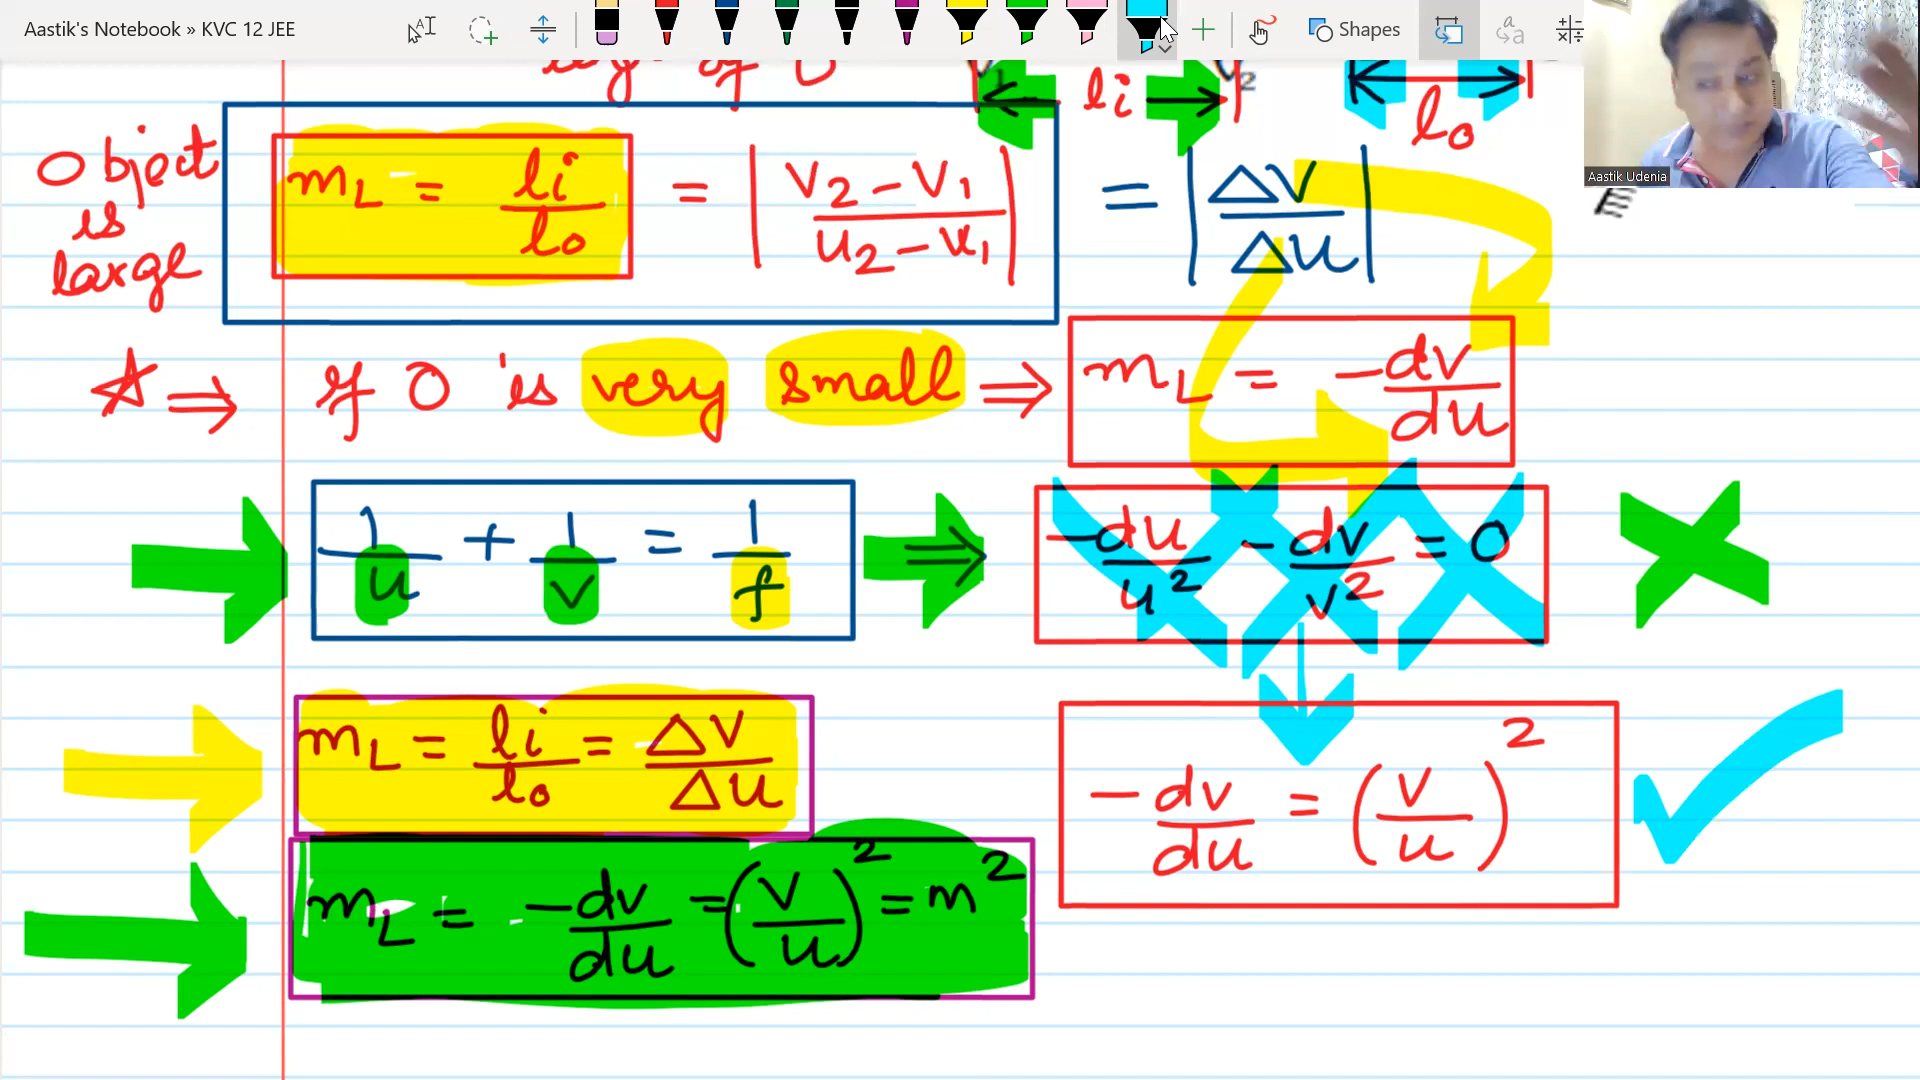 Aastik's Notebook » KVC 12 JEE
Shapes
Aastik Udenia
V₁ li V₂
lo
E
Object is large
mL = li/lo = |V₂ - V₁ / u₂ - u₁| = |ΔV/Δu|
☆ ⇒ if O is very small ⇒ mL = -dv/du
1/u + 1/v = 1/f ⇒ -du/u² - dv/v² = 0
mL = li/lo = ΔV/Δu
-dv/du = (v/u)²
mL = -dv/du = (v/u)² = m²